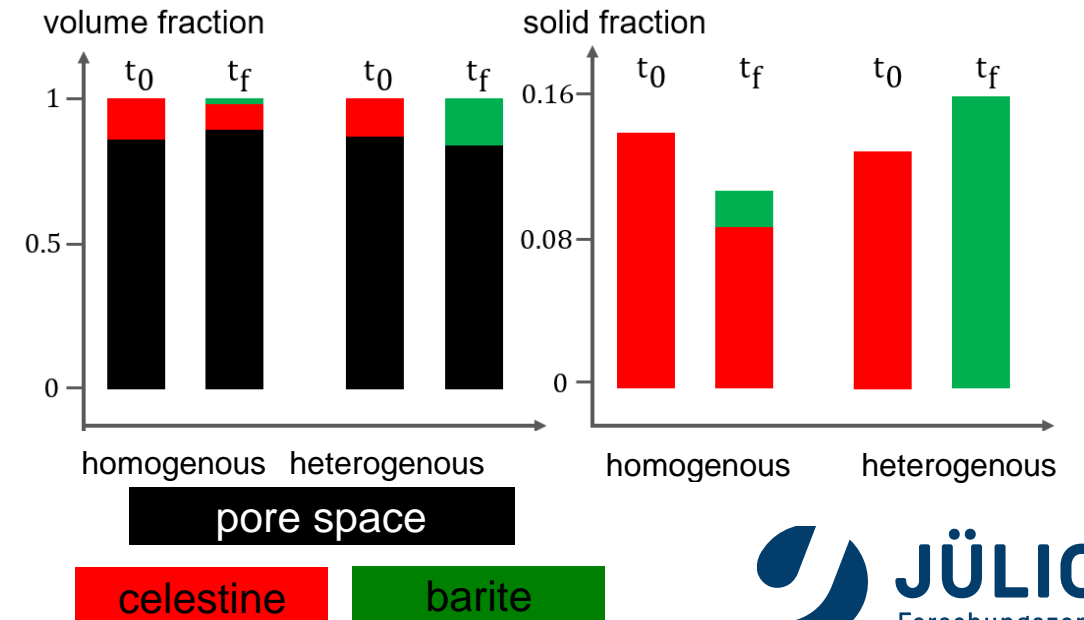 volume fraction
t0 tf t0 tf
1
0.5
0
homogenous heterogenous
solid fraction
t0 tf t0 tf
0.16
0.08
0
homogenous heterogenous
pore space
celestine barite
JÜLIC